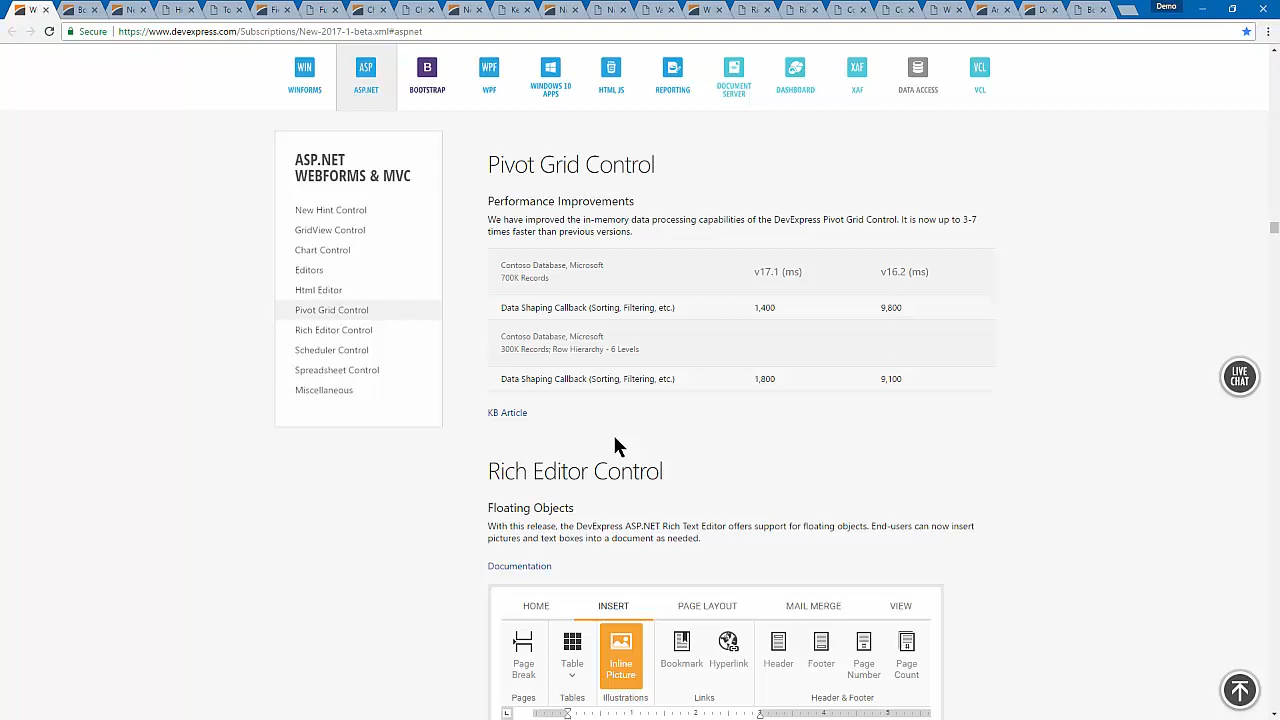 Demo
Secure
https://www.devexpress.com/Subscriptions/New-2017-1-beta.xml#aspnet
WIN
ASP
B
WPF
XAF
VCL
WINFORMS
ASP.NET
BOOTSTRAP
WPF
WINDOWS 10
APPS
HTML JS
REPORTING
DOCUMENT
SERVER
DASHBOARD
XAF
DATA ACCESS
VCL
ASP.NET
WEBFORMS & MVC
New Hint Control
GridView Control
Chart Control
Editors
Html Editor
Pivot Grid Control
Rich Editor Control
Scheduler Control
Spreadsheet Control
Miscellaneous
Pivot Grid Control
Performance Improvements
We have improved the in-memory data processing capabilities of the DevExpress Pivot Grid Control. It is now up to 3-7
times faster than previous versions.
Contoso Database, Microsoft
700K Records
v17.1 (ms)
v16.2 (ms)
Data Shaping Callback (Sorting, Filtering, etc.)
1,400
9,800
Contoso Database, Microsoft
300K Records; Row Hierarchy - 6 Levels
Data Shaping Callback (Sorting, Filtering, etc.)
1,800
9,100
KB Article
LIVE
CHAT
Rich Editor Control
Floating Objects
With this release, the DevExpress ASP.NET Rich Text Editor offers support for floating objects. End-users can now insert
pictures and text boxes into a document as needed.
Documentation
HOME
INSERT
PAGE LAYOUT
MAIL MERGE
VIEW
Page
Break
Table
Inline
Picture
Bookmark
Hyperlink
Header
Footer
Page
Number
Page
Count
Pages
Tables
Illustrations
Links
Header & Footer
1
2
3
4
5